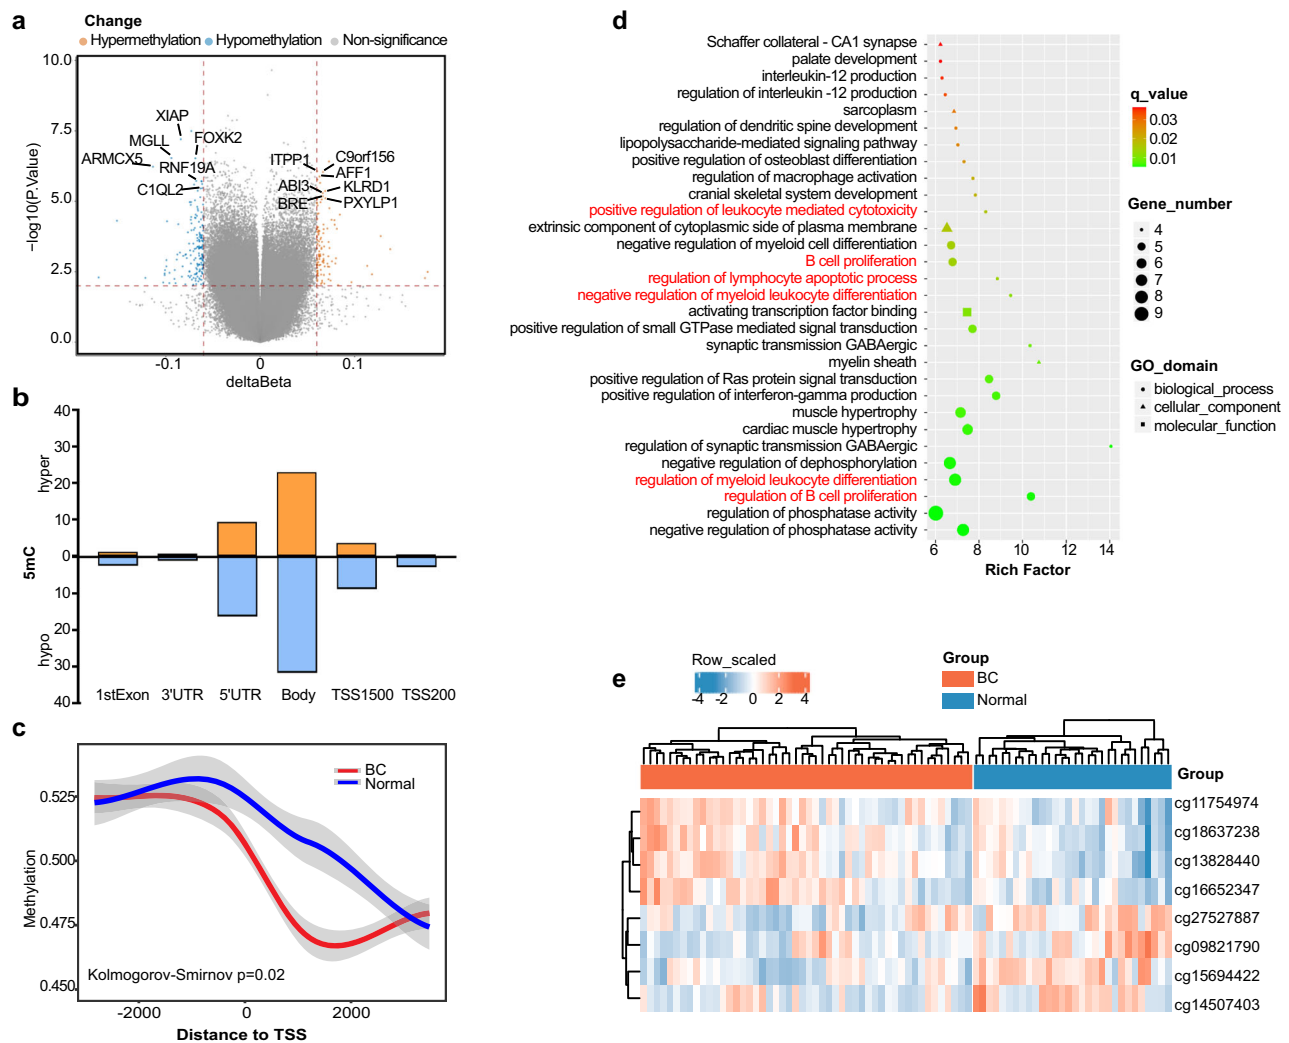 a
Change
Hypermethylation Hypomethylation Non-significance
10.0
7.5
5.0
2.5
0.0
−log10(P.Value)
XIAP
MGLL
FOXK2
ARMCX5
RNF19A
C1QL2
ITPP1
C9orf156
AFF1
ABI3
KLRD1
BRE
PXYLP1
-0.1 0 0.1
deltaBeta
b
40
30
20
10
0
10
20
30
40
hyper
5mC
hypo
1stExon 3'UTR 5'UTR Body TSS1500 TSS200
c
BC
Normal
0.525
0.500
0.475
0.450
Methylation
Kolmogorov-Smirnov p=0.02
-2000 0 2000
Distance to TSS
d
Schaffer collateral - CA1 synapse
palate development
interleukin-12 production
regulation of interleukin -12 production
sarcoplasm
regulation of dendritic spine development
lipopolysaccharide-mediated signaling pathway
positive regulation of osteoblast differentiation
regulation of macrophage activation
cranial skeletal system development
positive regulation of leukocyte mediated cytotoxicity
extrinsic component of cytoplasmic side of plasma membrane
negative regulation of myeloid cell differentiation
B cell proliferation
regulation of lymphocyte apoptotic process
negative regulation of myeloid leukocyte differentiation
activating transcription factor binding
positive regulation of small GTPase mediated signal transduction
synaptic transmission GABAergic
myelin sheath
positive regulation of Ras protein signal transduction
positive regulation of interferon-gamma production
muscle hypertrophy
cardiac muscle hypertrophy
regulation of synaptic transmission GABAergic
negative regulation of dephosphorylation
regulation of myeloid leukocyte differentiation
regulation of B cell proliferation
regulation of phosphatase activity
negative regulation of phosphatase activity
6 8 10 12 14
Rich Factor
q_value
0.03
0.02
0.01
Gene_number
4
5
6
7
8
9
GO_domain
biological_process
cellular_component
molecular_function
e
Row_scaled
-4 -2 0 2 4
Group
BC
Normal
Group
cg11754974
cg18637238
cg13828440
cg16652347
cg27527887
cg09821790
cg15694422
cg14507403